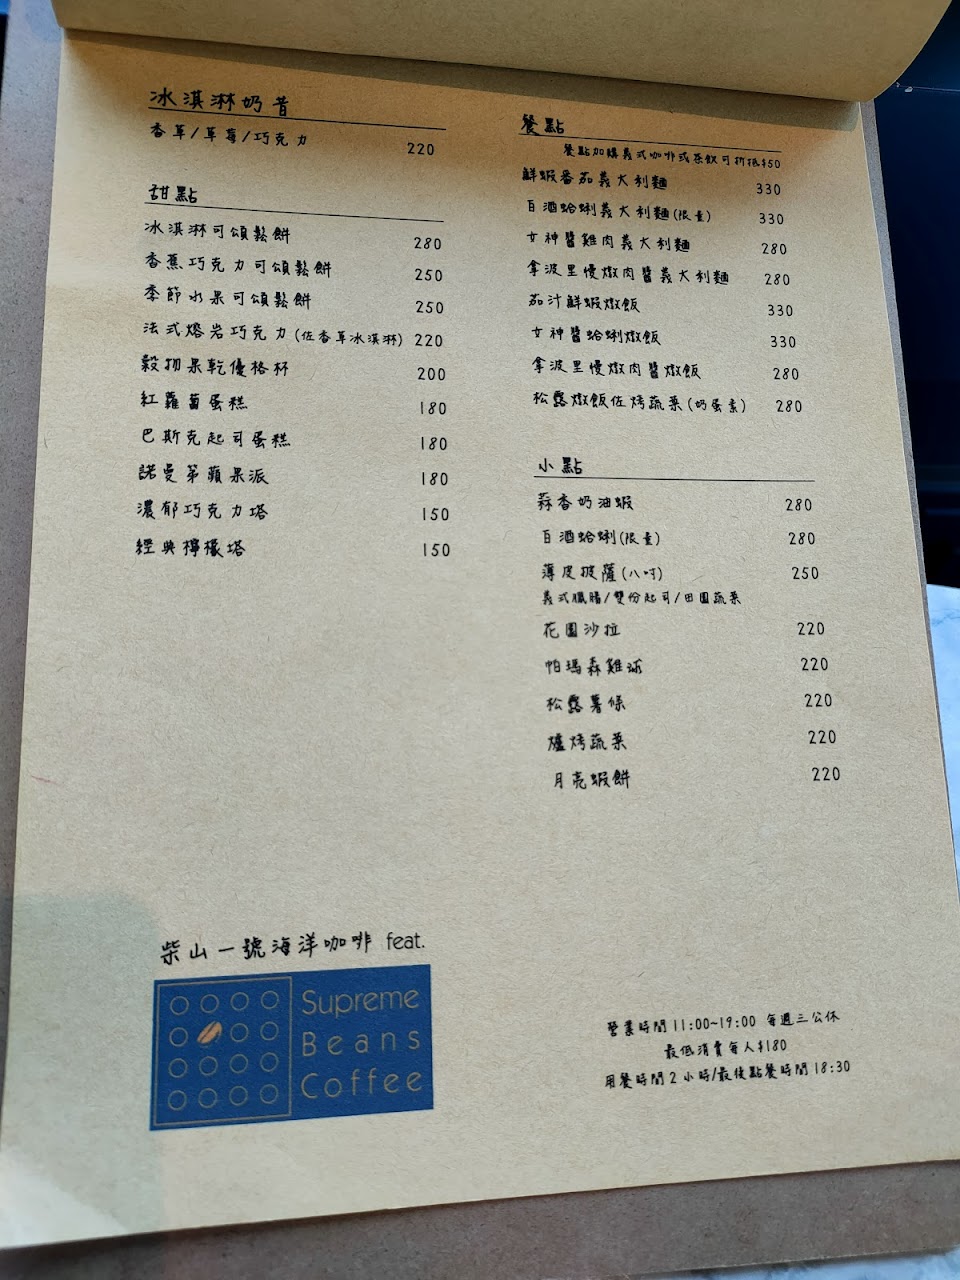 冰淇淋奶昔
香草/草莓/巧克力 220
甜點
冰淇淋可頌鬆餅 280
香蕉巧克力可頌鬆餅 250
季節水果可頌鬆餅 250
法式熔岩巧克力(佐香草冰淇淋) 220
穀物果乾優格杯 200
紅蘿蔔蛋糕 180
巴斯克起司蛋糕 180
諾曼第蘋果派 180
濃郁巧克力塔 150
經典檸檬塔 150
餐點
餐點加購義式咖啡或茶飲可折抵$50
鮮蝦番茄義大利麵 330
白酒蛤蜊義大利麵(限量) 330
女神醬雞肉義大利麵 280
拿波里慢燉肉醬義大利麵 280
茄汁鮮蝦燉飯 330
女神醬蛤蜊燉飯 330
拿波里慢燉肉醬燉飯 280
松露燉飯佐烤蔬菜(奶蛋素) 280
小點
蒜香奶油蝦 280
白酒蛤蜊(限量) 280
薄皮披薩(八吋) 250
義式臘腸/雙份起司/田園蔬菜
花園沙拉 220
帕瑪森雞球 220
松露薯條 220
爐烤蔬菜 220
月亮蝦餅 220
柴山一號海洋咖啡 feat.
Supreme
Beans
Coffee
營業時間11:00~19:00 每週三公休
最低消費每人$180
用餐時間2小時/最後點餐時間18:30